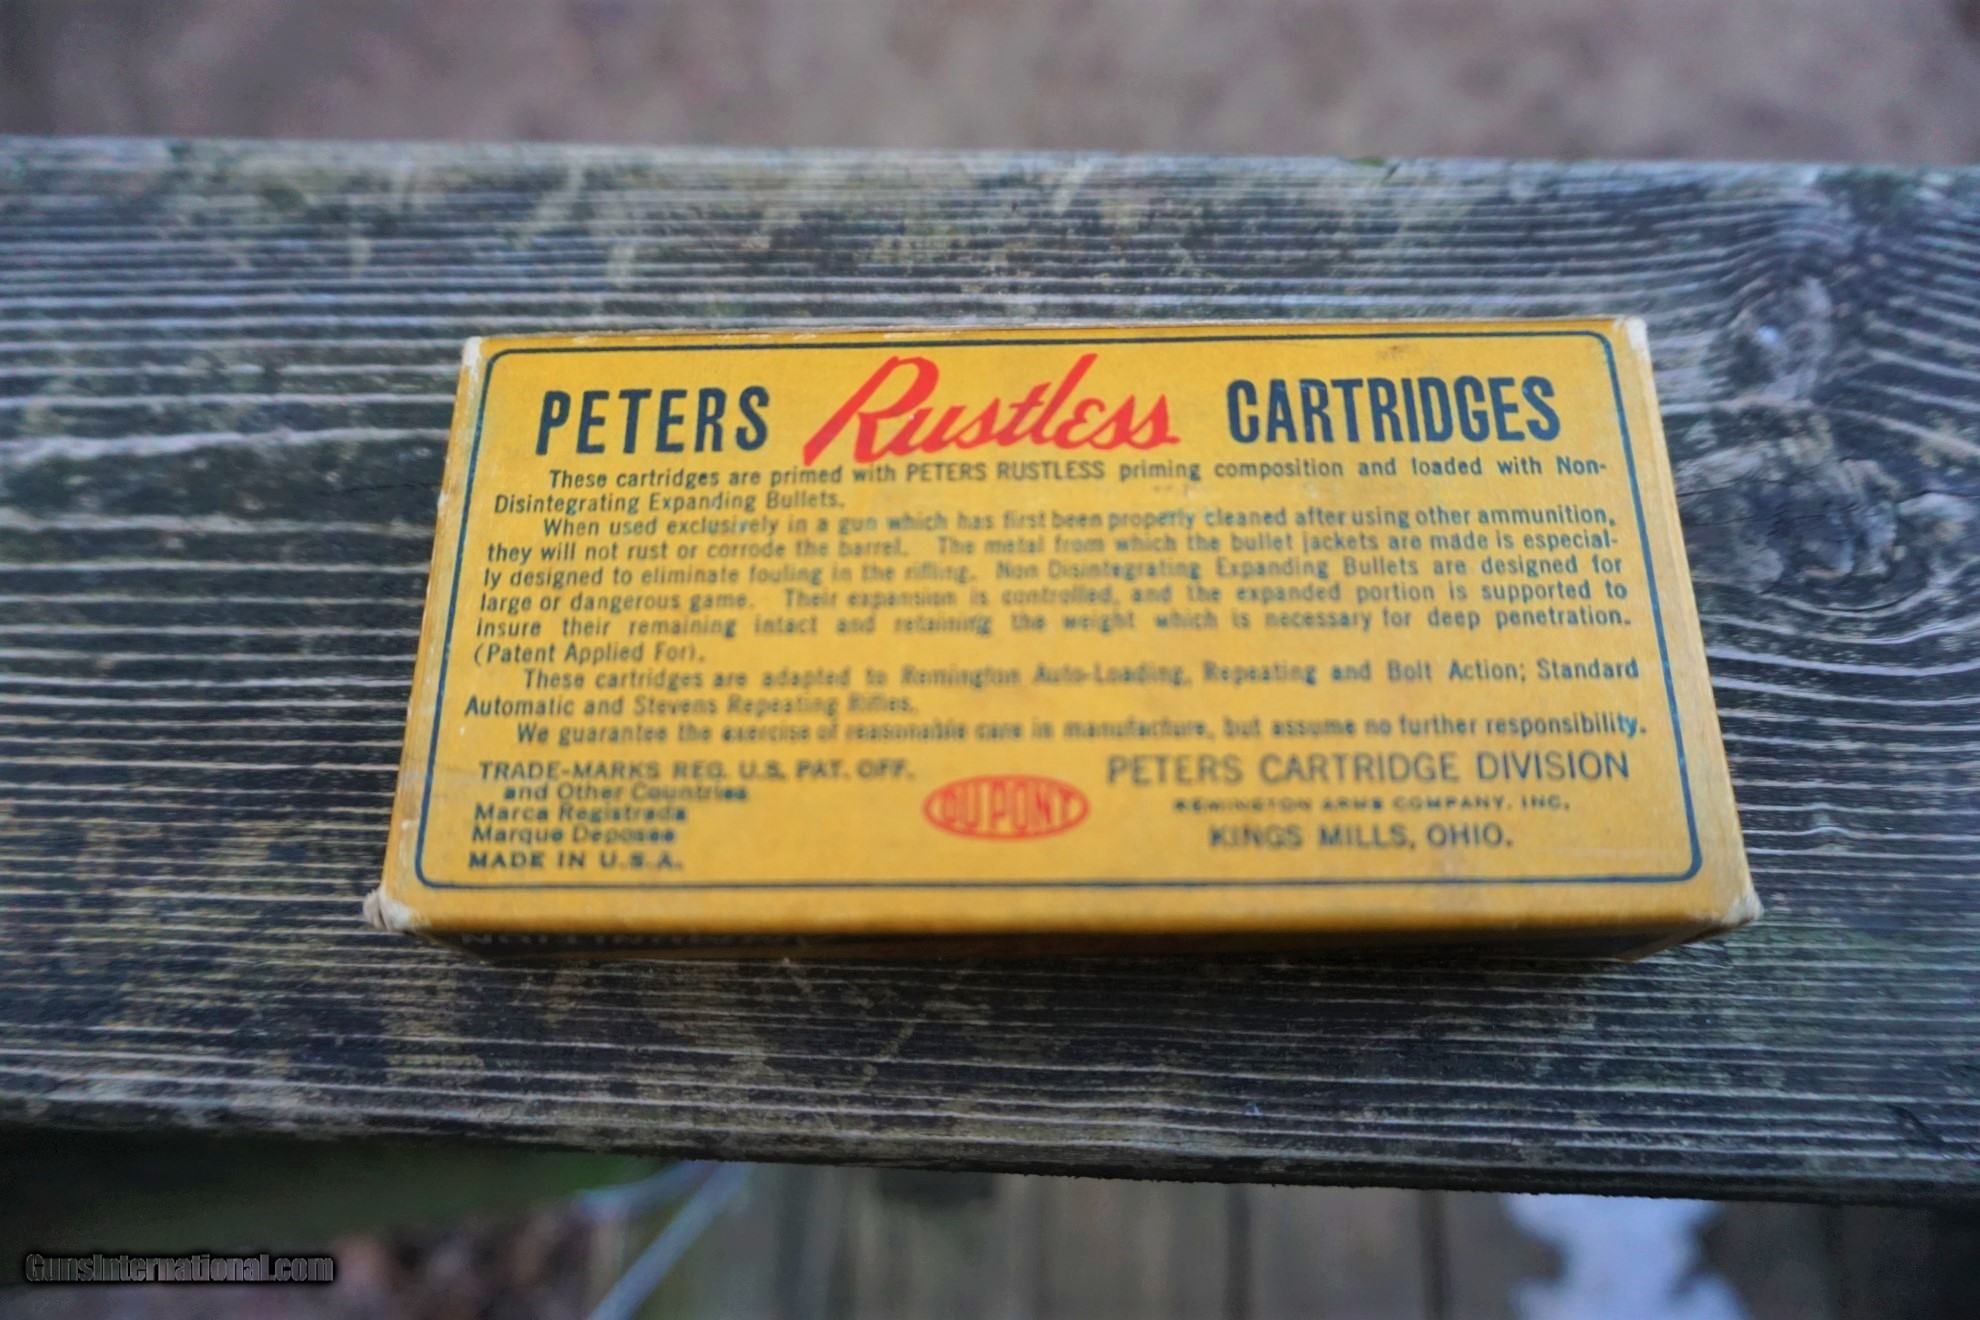 PETERS Rustless CARTRIDGES
These cartridges are primed with PETERS RUSTLESS priming composition and loaded with Non-
Disintegrating Expanding Bullets.
When used exclusively in a gun which has first been properly cleaned after using other ammunition,
they will not rust or corrode the barrel. The metal from which the bullet jackets are made is especial-
ly designed to eliminate fouling in the rifling. Non Disintegrating Expanding Bullets are designed for
large or dangerous game. Their expansion is controlled, and the expanded portion is supported to
insure their remaining intact and retaining the weight which is necessary for deep penetration.
(Patent Applied For).
These cartridges are adapted to Remington Auto-Loading, Repeating and Bolt Action; Standard
Automatic and Stevens Repeating Rifles.
We guarantee the exercise of reasonable care in manufacture, but assume no further responsibility.
TRADE-MARKS REG. U.S. PAT. OFF.
and Other Countries
Marca Registrada
Marque Deposee
MADE IN U.S.A.
DU PONT
PETERS CARTRIDGE DIVISION
REMINGTON ARMS COMPANY, INC.
KINGS MILLS, OHIO.
GunsInternational.com